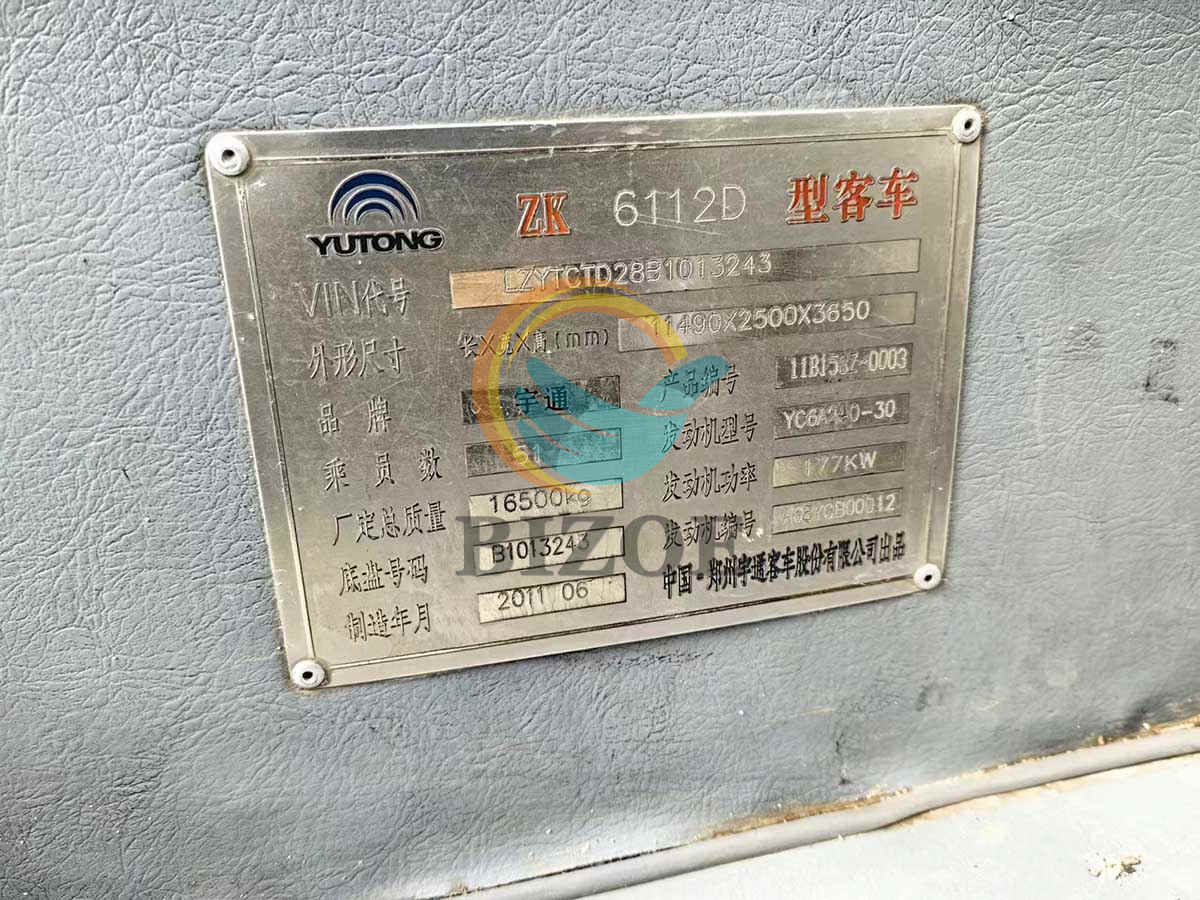 YUTONG ZK 6112D 型客车
VIN代号 LZYTCTD28B1013243
外形尺寸 长X宽X高(mm) 11490X2500X3650
品牌 宇通 产品编号
乘员数 51 发动机型号
厂定总质量 16500kg 发动机功率 177KW
底盘号码 B1013243 发动机编号
制造年月 2011 06 中国·郑州宇通客车股份有限公司出品
BIZOE